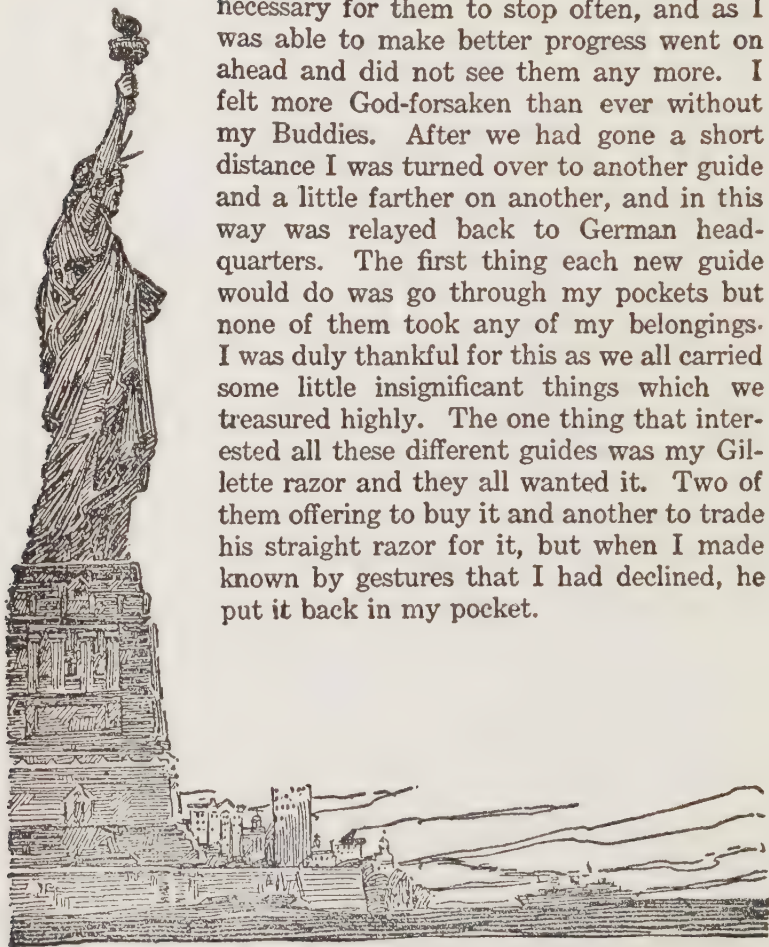 necessary for them to stop often, and as I
was able to make better progress went on
ahead and did not see them any more. I
felt more God-forsaken than ever without
my Buddies. After we had gone a short
distance I was turned over to another guide
and a little farther on another, and in this
way was relayed back to German head-
quarters. The first thing each new guide
would do was go through my pockets but
none of them took any of my belongings.
I was duly thankful for this as we all carried
some little insignificant things which we
treasured highly. The one thing that inter-
ested all these different guides was my Gil-
lette razor and they all wanted it. Two of
them offering to buy it and another to trade
his straight razor for it, but when I made
known by gestures that I had declined, he
put it back in my pocket.